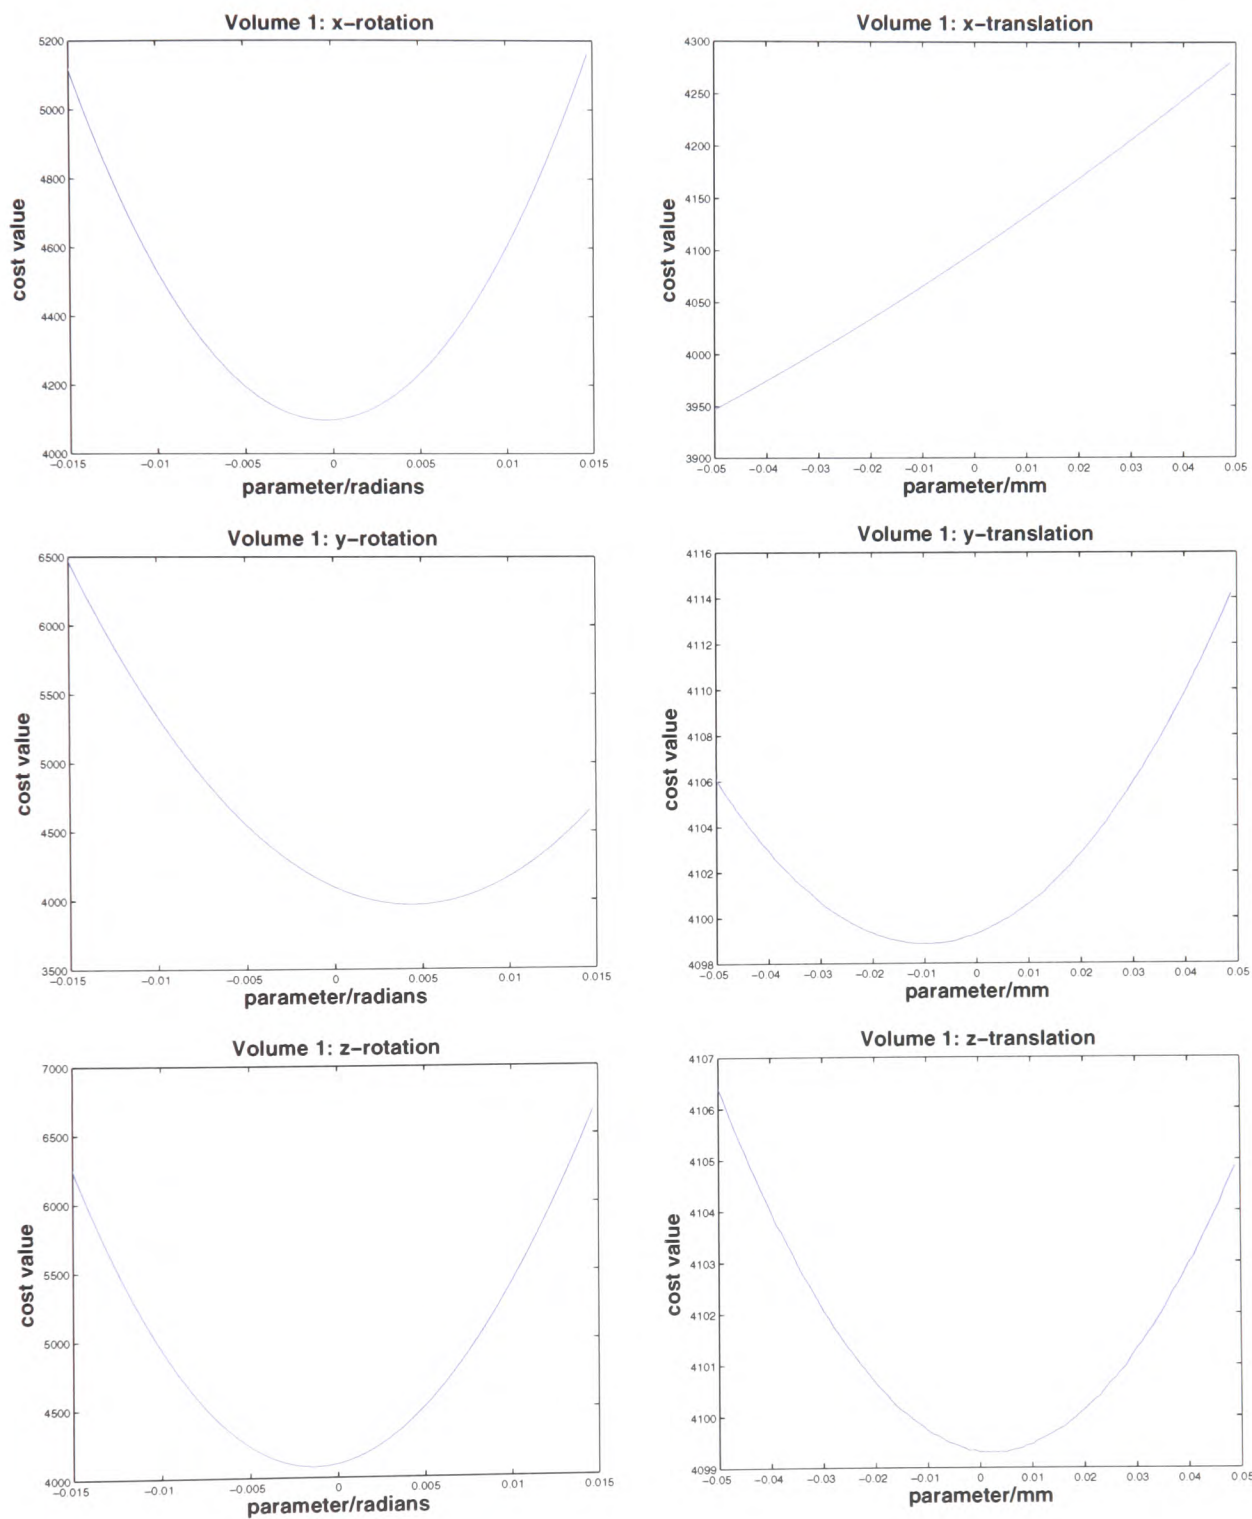 Volume 1: x−rotation
5200
5000
4800
4600
4400
4200
4000
cost value
−0.015 −0.01 −0.005 0 0.005 0.01 0.015
parameter/radians
Volume 1: x−translation
4300
4250
4200
4150
4100
4050
4000
3950
3900
cost value
−0.05 −0.04 −0.03 −0.02 −0.01 0 0.01 0.02 0.03 0.04 0.05
parameter/mm
Volume 1: y−rotation
6500
6000
5500
5000
4500
4000
3500
cost value
−0.015 −0.01 −0.005 0 0.005 0.01 0.015
parameter/radians
Volume 1: y−translation
4116
4114
4112
4110
4108
4106
4104
4102
4100
4098
cost value
−0.05 −0.04 −0.03 −0.02 −0.01 0 0.01 0.02 0.03 0.04 0.05
parameter/mm
Volume 1: z−rotation
7000
6500
6000
5500
5000
4500
4000
cost value
−0.015 −0.01 −0.005 0 0.005 0.01 0.015
parameter/radians
Volume 1: z−translation
4107
4106
4105
4104
4103
4102
4101
4100
4099
cost value
−0.05 −0.04 −0.03 −0.02 −0.01 0 0.01 0.02 0.03 0.04 0.05
parameter/mm